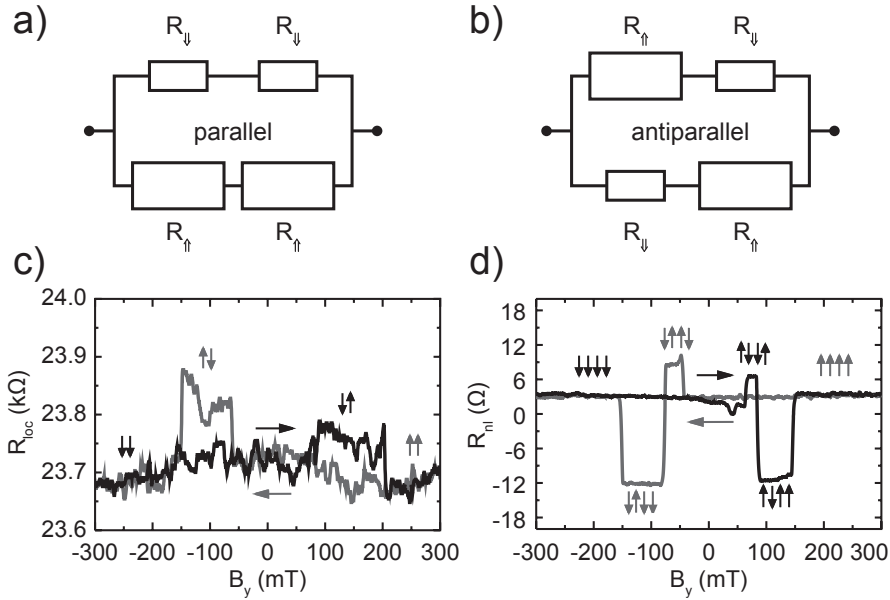 a)
b)
R⇓ R⇓
R⇑ R⇓
parallel
antiparallel
R⇑ R⇑
R⇓ R⇑
c)
24.0
23.9
23.8
23.7
23.6
R_loc (kΩ)
↑↓
↓↑
↓↓
↑↑
-300 -200 -100 0 100 200 300
B_y (mT)
d)
18
12
6
0
-6
-12
-18
R_nl (Ω)
↓↑↑↓
↑↓↓↑
↓↓↓↓
↑↑↑↑
↓↑↓↓
↑↓↑↑
-300 -200 -100 0 100 200 300
B_y (mT)